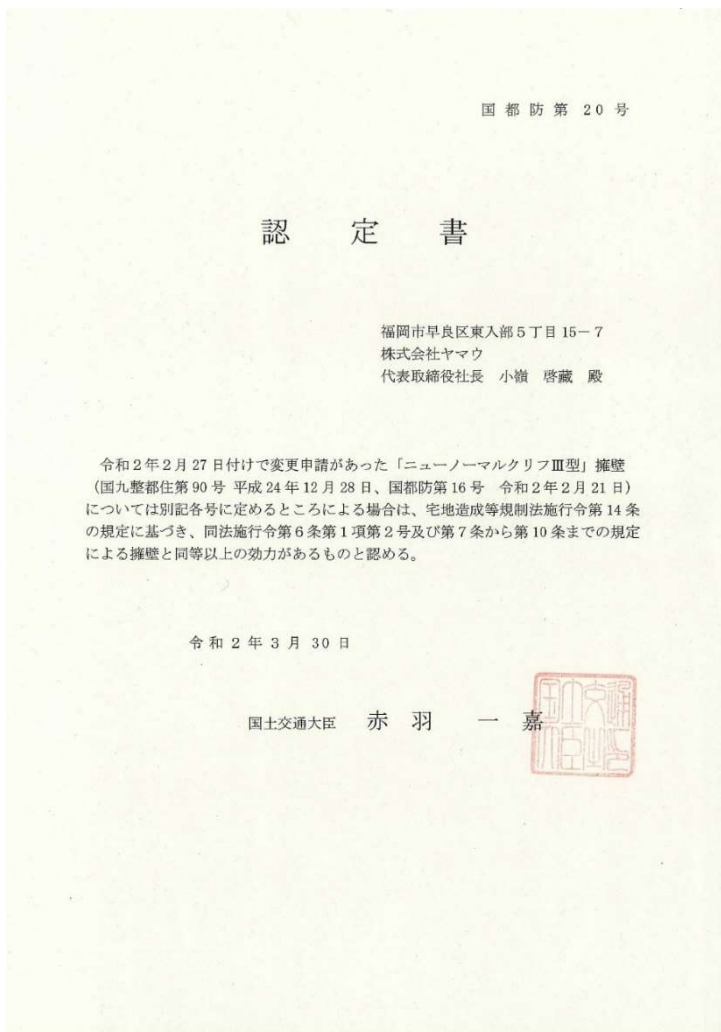 国都防第 20 号
認 定 書
福岡市早良区東入部5丁目 15－7
株式会社ヤマウ
代表取締役社長 小嶺 啓藏 殿
令和2年2月 27 日付けで変更申請があった「ニューノーマルクリフⅢ型」擁壁
（国九整都住第 90 号 平成 24 年 12 月 28 日、国都防第 16 号 令和2年2月 21 日）
については別記各号に定めるところによる場合は、宅地造成等規制法施行令第 14 条
の規定に基づき、同法施行令第6条第1項第2号及び第7条から第 10 条までの規定
による擁壁と同等以上の効力があるものと認める。
令和2年3月 30 日
国土交通大臣 赤 羽 一 嘉